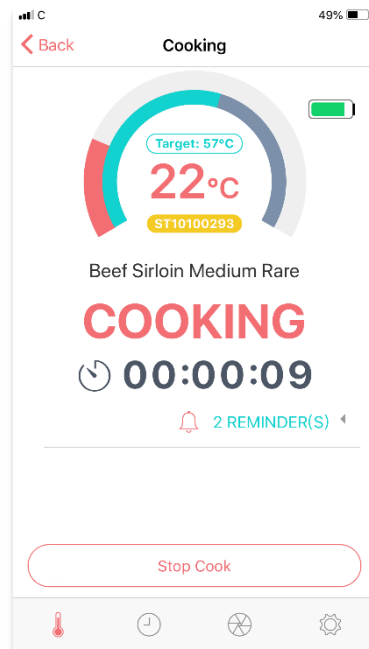 C 49%
Back Cooking
Target: 57°C
22°C
ST10100293
Beef Sirloin Medium Rare
COOKING
00:00:09
2 REMINDER(S)
Stop Cook